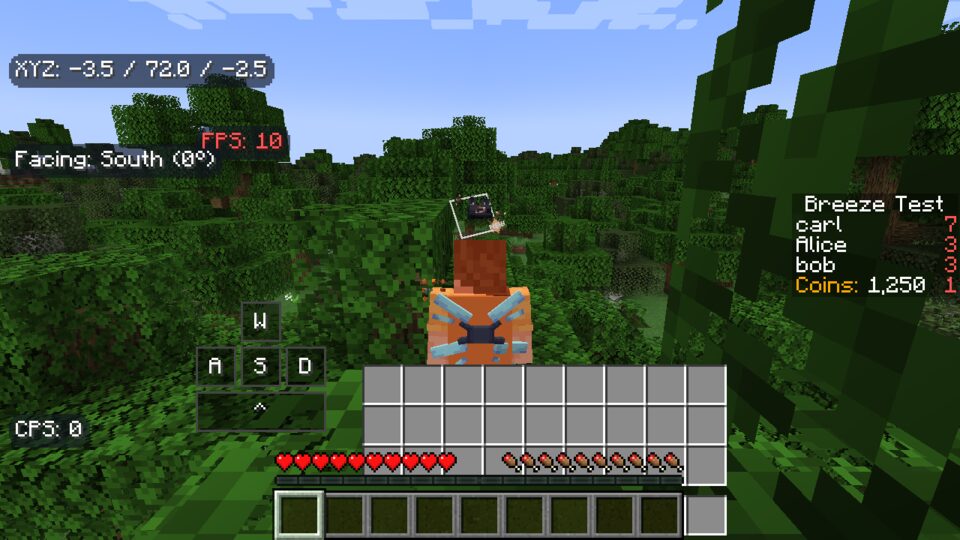 XYZ: -3.5 / 72.0 / -2.5
FPS: 10
Facing: South (0°)
Breeze Test
carl 7
Alice 3
bob 3
Coins: 1,250 1
W
A S D
^
CPS: 0